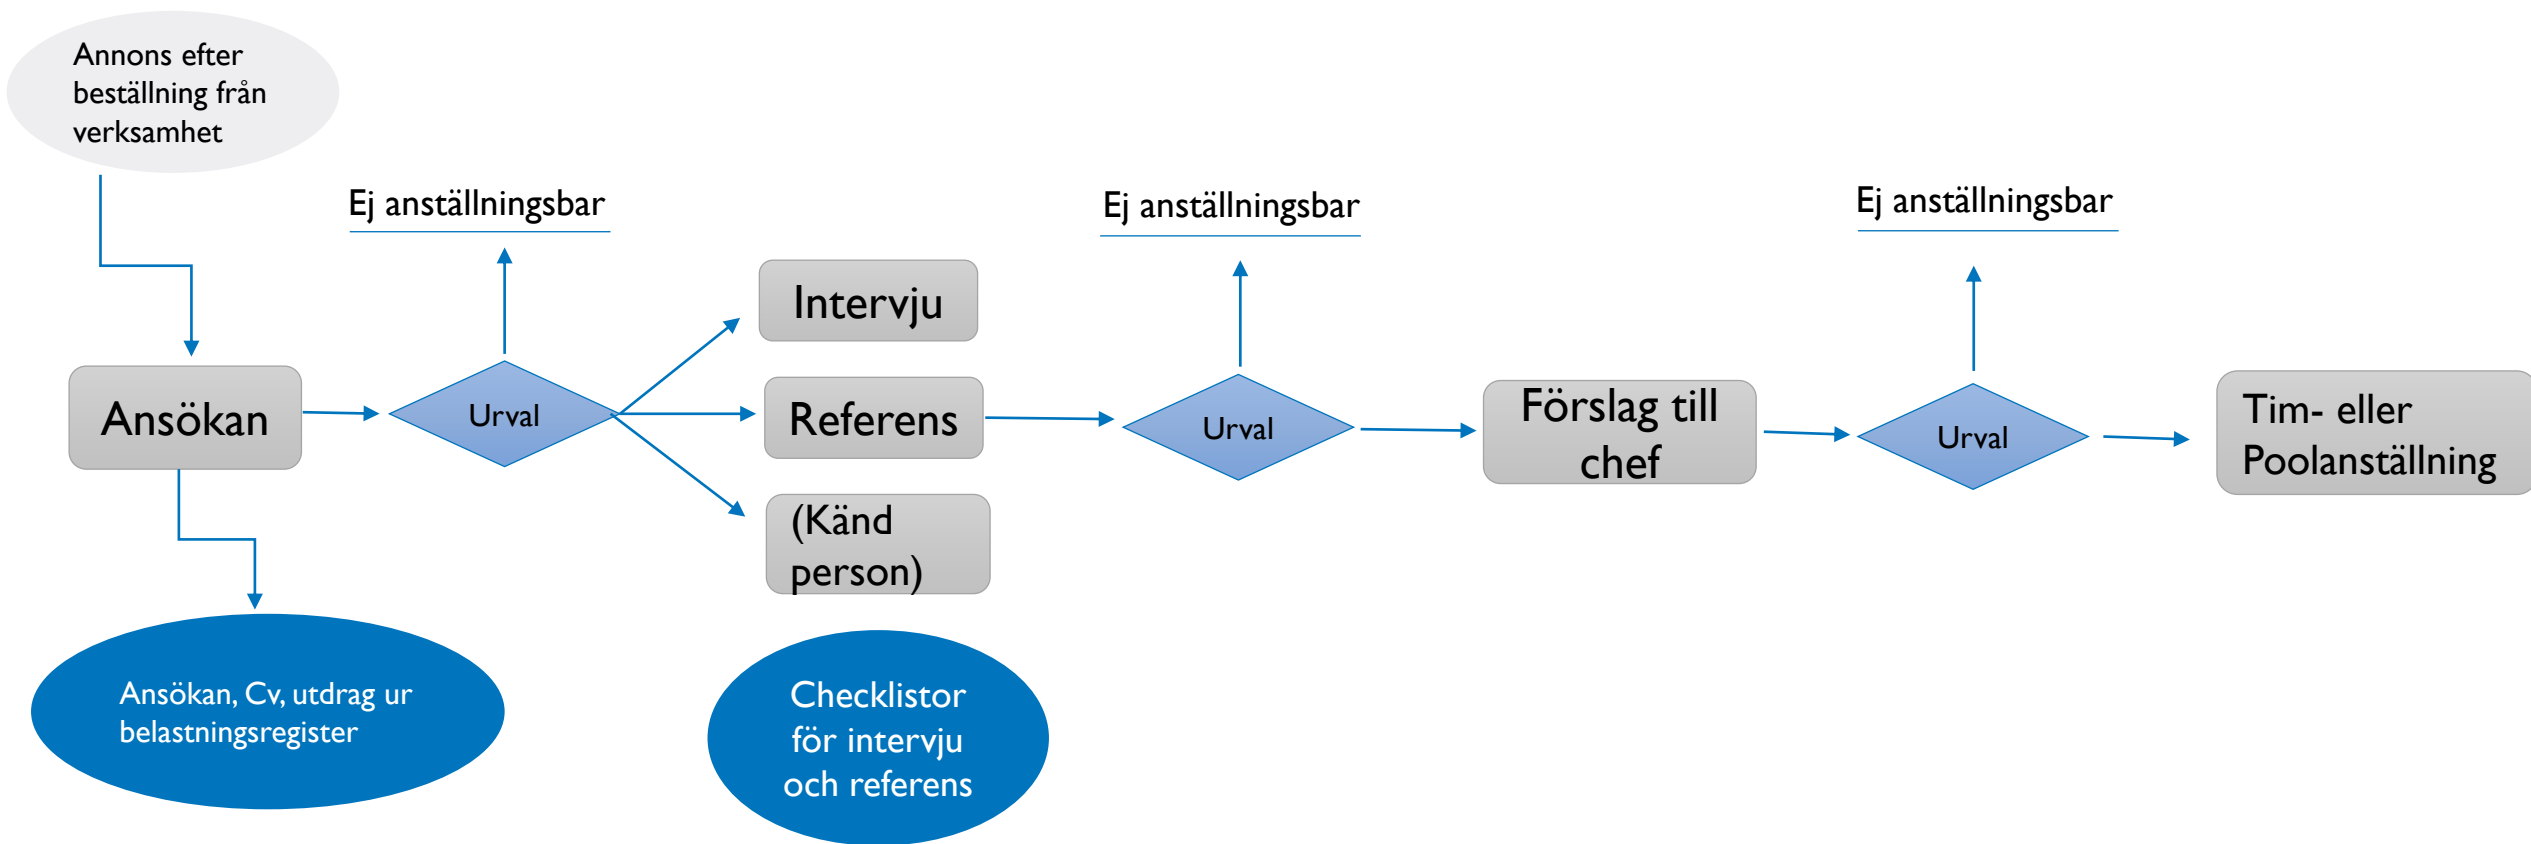 Annons efter
beställning från
verksamhet
Ej anställningsbar
Ej anställningsbar
Ej anställningsbar
Ansökan
Urval
Intervju
Referens
(Känd
person)
Urval
Förslag till
chef
Urval
Tim- eller
Poolanställning
Ansökan, Cv, utdrag ur
belastningsregister
Checklistor
för intervju
och referens